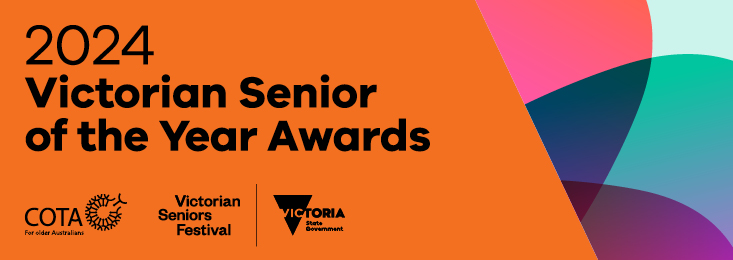 2024
Victorian Senior
of the Year Awards
COTA
For older Australians
Victorian
Seniors
Festival
VICTORIA
State
Government